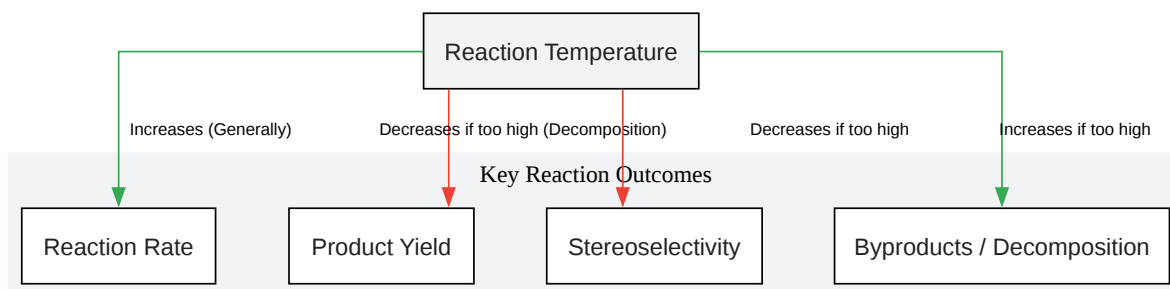 Reaction Temperature
Increases (Generally)
Decreases if too high (Decomposition)
Decreases if too high
Increases if too high
Key Reaction Outcomes
Reaction Rate
Product Yield
Stereoselectivity
Byproducts / Decomposition